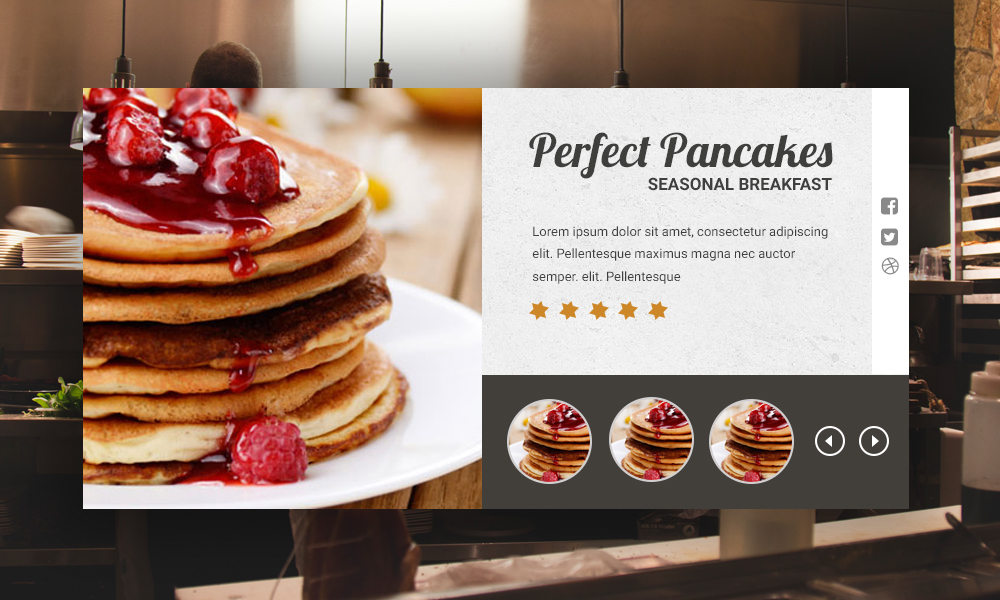 Perfect Pancakes
SEASONAL BREAKFAST
Lorem ipsum dolor sit amet, consectetur adipiscing
elit. Pellentesque maximus magna nec auctor
semper. elit. Pellentesque